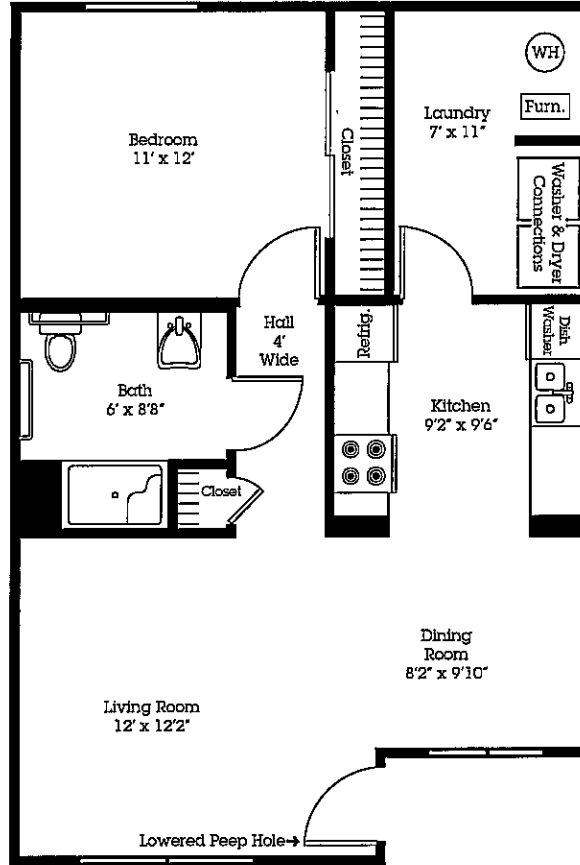 Bedroom
11' x 12'
Closet
Laundry
7' x 11"
WH
Furn.
Washer & Dryer
Connections
Hall
4'
Wide
Refrig.
Dish
Washer
Bath
6' x 8'8"
Kitchen
9'2" x 9'6"
Closet
Dining
Room
8'2" x 9'10"
Living Room
12' x 12'2"
Lowered Peep Hole→